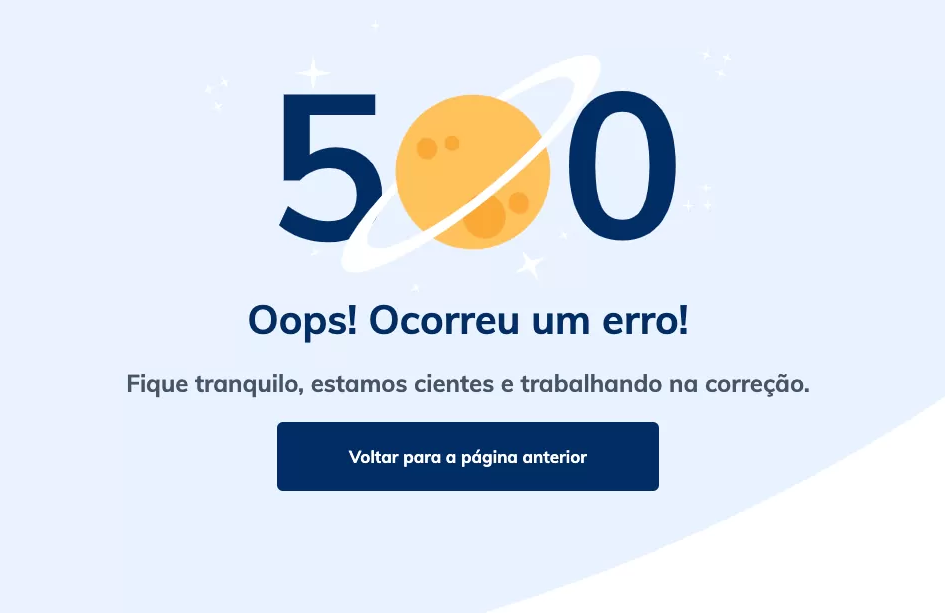 500
Oops! Ocorreu um erro!
Fique tranquilo, estamos cientes e trabalhando na correção.
Voltar para a página anterior